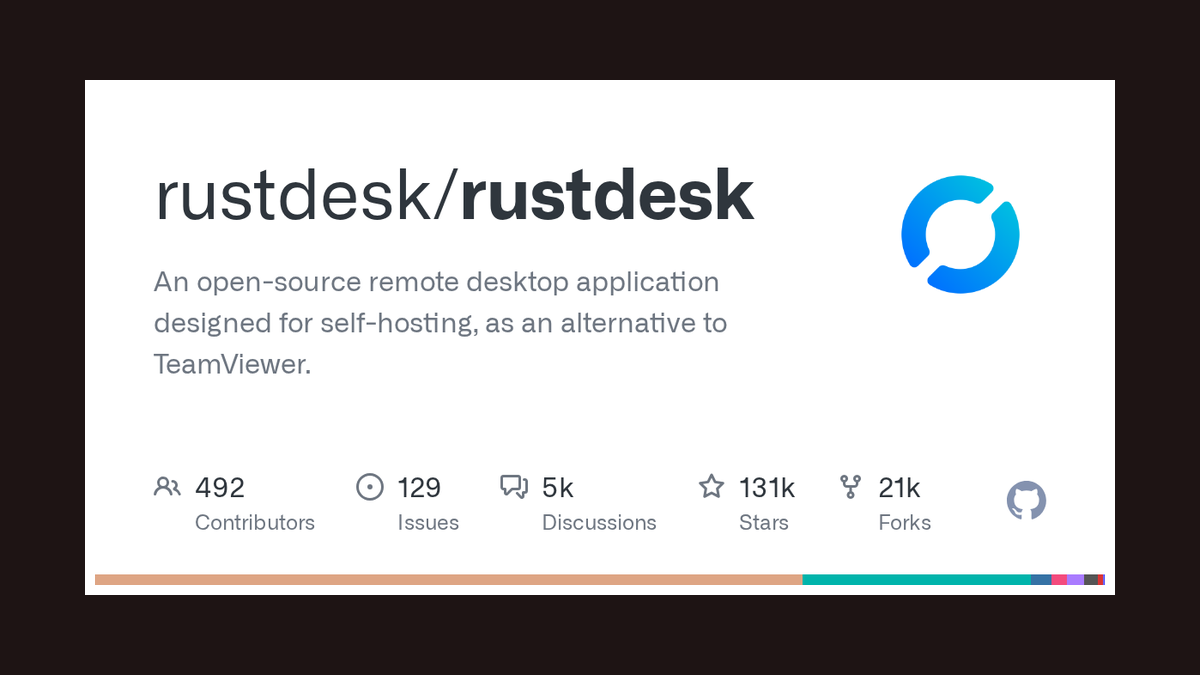 rustdesk/rustdesk
An open-source remote desktop application
designed for self-hosting, as an alternative to
TeamViewer.
492 129 5k 131k 21k
Contributors Issues Discussions Stars Forks